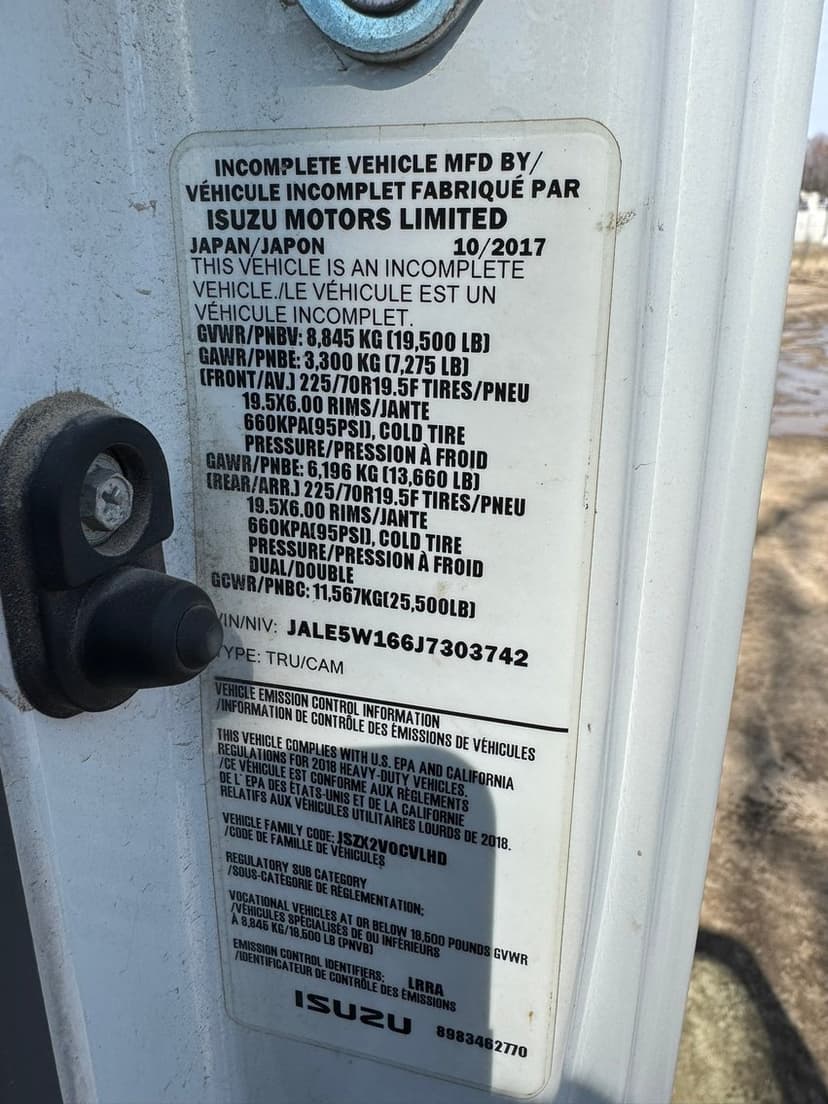 INCOMPLETE VEHICLE MFD BY/
VÉHICULE INCOMPLET FABRIQUÉ PAR
ISUZU MOTORS LIMITED
JAPAN/JAPON 10/2017
THIS VEHICLE IS AN INCOMPLETE
VEHICLE./LE VÉHICULE EST UN
VÉHICULE INCOMPLET.
GVWR/PNBV: 8,845 KG (19,500 LB)
GAWR/PNBE: 3,300 KG (7,275 LB)
(FRONT/AV.) 225/70R19.5F TIRES/PNEU
19.5X6.00 RIMS/JANTE
660KPA(95PSI), COLD TIRE
PRESSURE/PRESSION À FROID
GAWR/PNBE: 6,196 KG (13,660 LB)
(REAR/ARR.) 225/70R19.5F TIRES/PNEU
19.5X6.00 RIMS/JANTE
660KPA(95PSI), COLD TIRE
PRESSURE/PRESSION À FROID
DUAL/DOUBLE
GCWR/PNBC: 11,567KG(25,500LB)
VIN/NIV: JALE5W166J7303742
TYPE: TRU/CAM
VEHICLE EMISSION CONTROL INFORMATION
/INFORMATION DE CONTRÔLE DES ÉMISSIONS DE VÉHICULES
THIS VEHICLE COMPLIES WITH U.S. EPA AND CALIFORNIA
REGULATIONS FOR 2018 HEAVY-DUTY VEHICLES.
/CE VÉHICULE EST CONFORME AUX RÈGLEMENTS
DE L' EPA DES ÉTATS-UNIS ET DE LA CALIFORNIE
RELATIFS AUX VÉHICULES UTILITAIRES LOURDS DE 2018.
VEHICLE FAMILY CODE: JSZX2VOCVLHD
/CODE DE FAMILLE DE VÉHICULES
REGULATORY SUB CATEGORY
/SOUS-CATÉGORIE DE RÈGLEMENTATION:
VOCATIONAL VEHICLES AT OR BELOW 19,500 POUNDS GVWR
/VÉHICULES SPÉCIALISÉS DE OU INFÉRIEURS
À 8,845 KG/19,500 LB (PNVB)
EMISSION CONTROL IDENTIFIERS: LRRA
/IDENTIFICATEUR DE CONTRÔLE DES ÉMISSIONS
ISUZU 8983462770